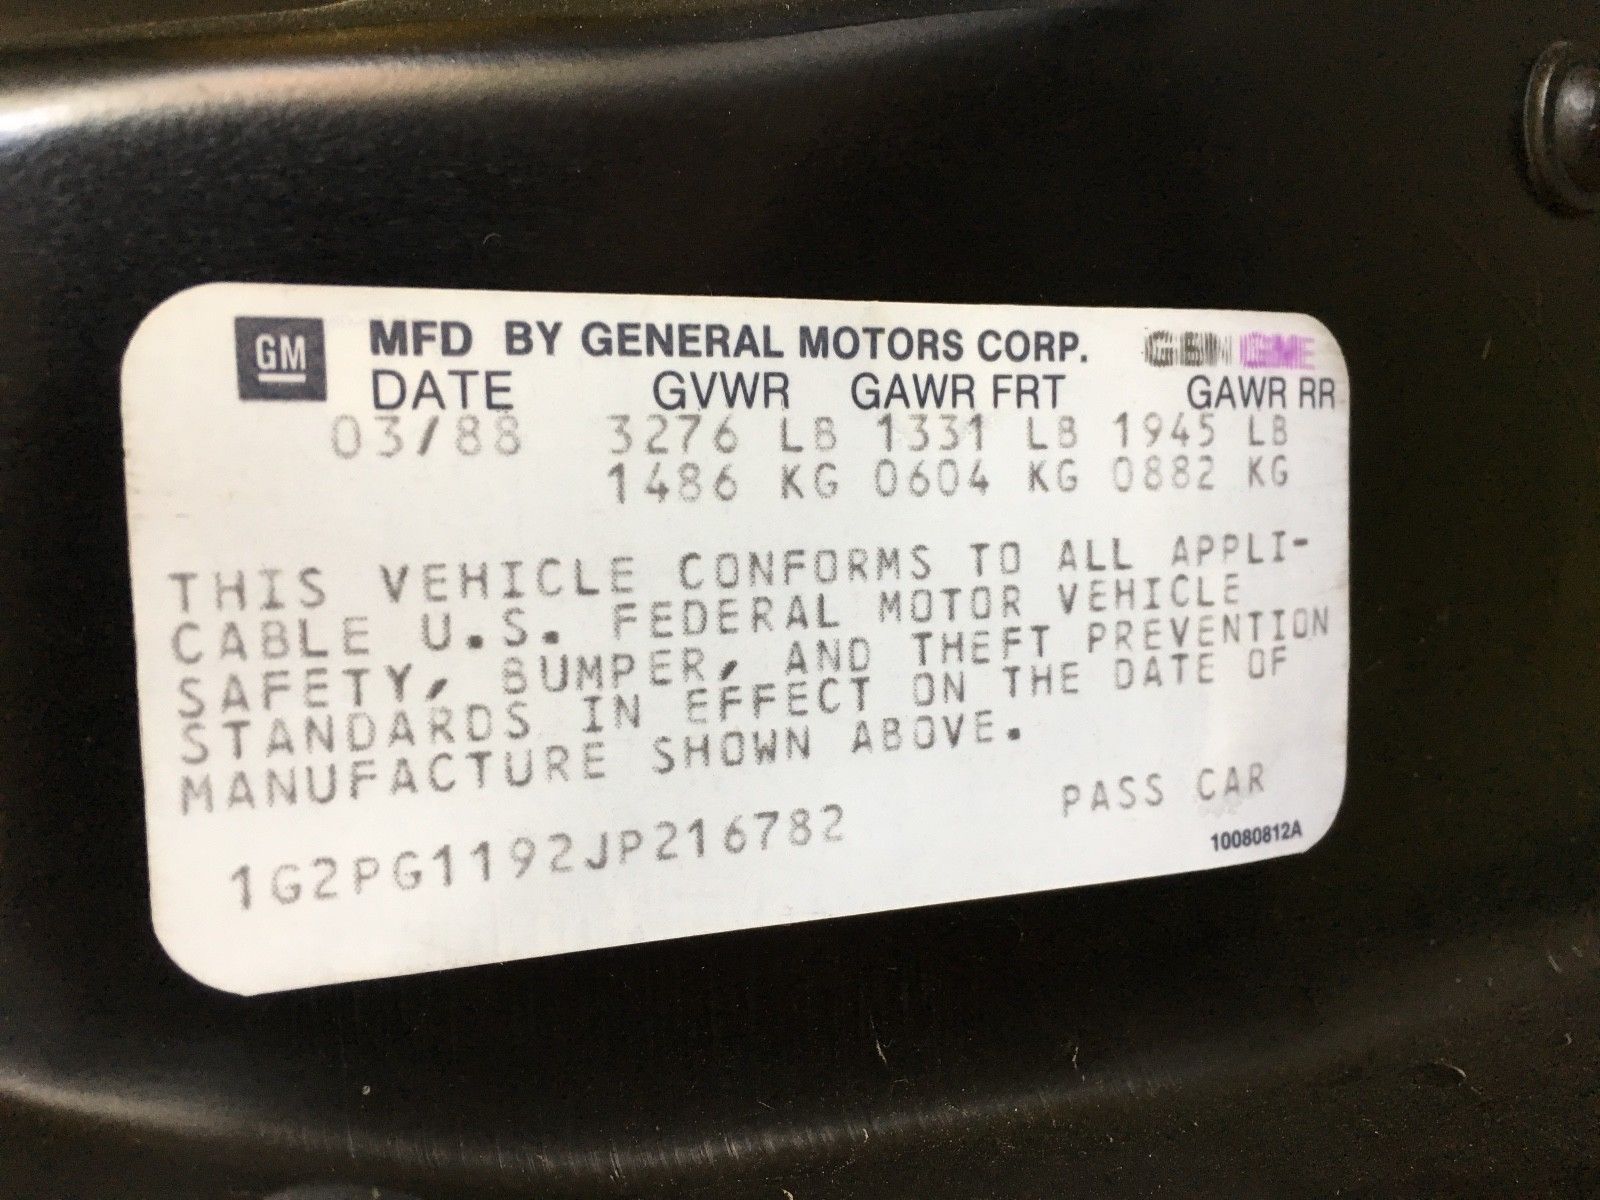 GM MFD BY GENERAL MOTORS CORP.
DATE GVWR GAWR FRT GAWR RR
03/88 3276 LB 1331 LB 1945 LB
1486 KG 0604 KG 0882 KG
THIS VEHICLE CONFORMS TO ALL APPLI-
CABLE U.S. FEDERAL MOTOR VEHICLE
SAFETY, BUMPER, AND THEFT PREVENTION
STANDARDS IN EFFECT ON THE DATE OF
MANUFACTURE SHOWN ABOVE.
1G2PG1192JP216782 PASS CAR
10080812A